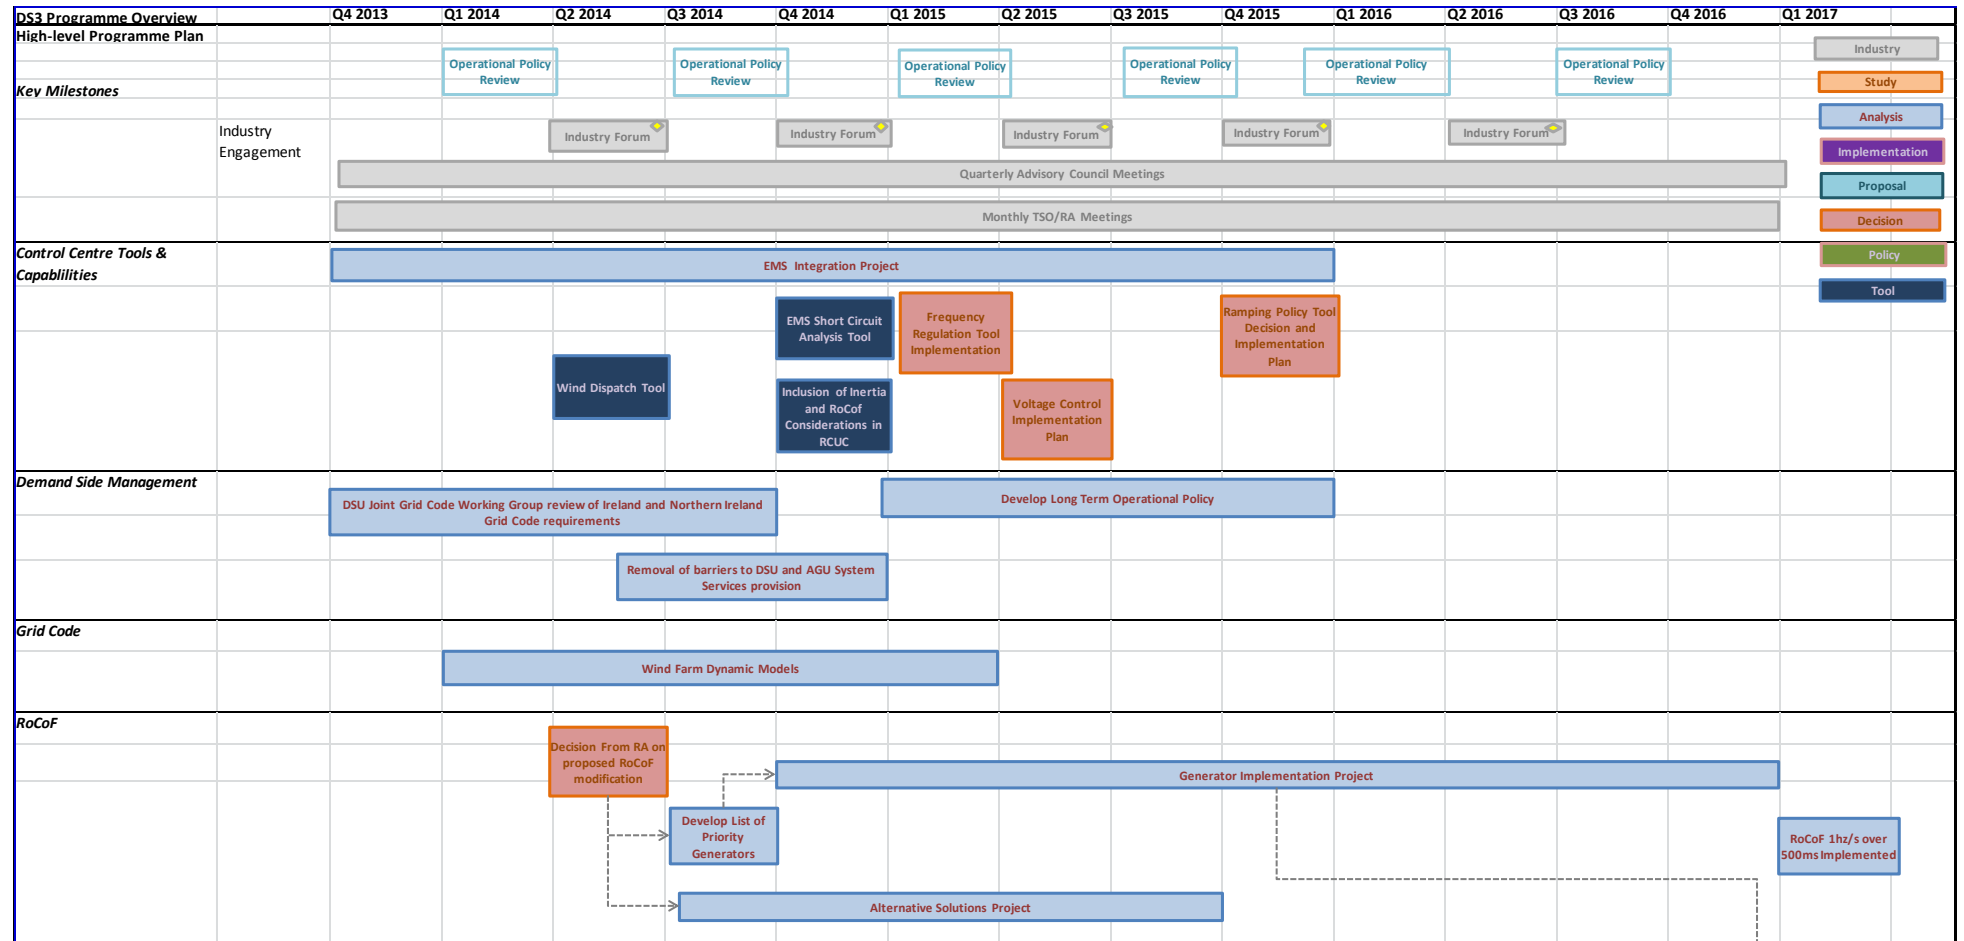 DS3 Programme Overview
Q4 2013
Q1 2014
Q2 2014
Q3 2014
Q4 2014
Q1 2015
Q2 2015
Q3 2015
Q4 2015
Q1 2016
Q2 2016
Q3 2016
Q4 2016
Q1 2017
High-level Programme Plan
Key Milestones
Operational Policy
Review
Operational Policy
Review
Operational Policy
Review
Operational Policy
Review
Operational Policy
Review
Operational Policy
Review
Industry
Study
Analysis
Implementation
Proposal
Decision
Policy
Tool
Industry
Engagement
Industry Forum
Industry Forum
Industry Forum
Industry Forum
Industry Forum
Quarterly Advisory Council Meetings
Monthly TSO/RA Meetings
Control Centre Tools &
Capablilities
EMS Integration Project
Wind Dispatch Tool
EMS Short Circuit
Analysis Tool
Inclusion of Inertia
and RoCof
Considerations in
RCUC
Frequency
Regulation Tool
Implementation
Voltage Control
Implementation
Plan
Ramping Policy Tool
Decision and
Implementation
Plan
Demand Side Management
DSU Joint Grid Code Working Group review of Ireland and Northern Ireland
Grid Code requirements
Develop Long Term Operational Policy
Removal of barriers to DSU and AGU System
Services provision
Grid Code
Wind Farm Dynamic Models
RoCoF
Decision From RA on
proposed RoCoF
modification
Generator Implementation Project
Develop List of
Priority
Generators
RoCoF 1hz/s over
500ms Implemented
Alternative Solutions Project